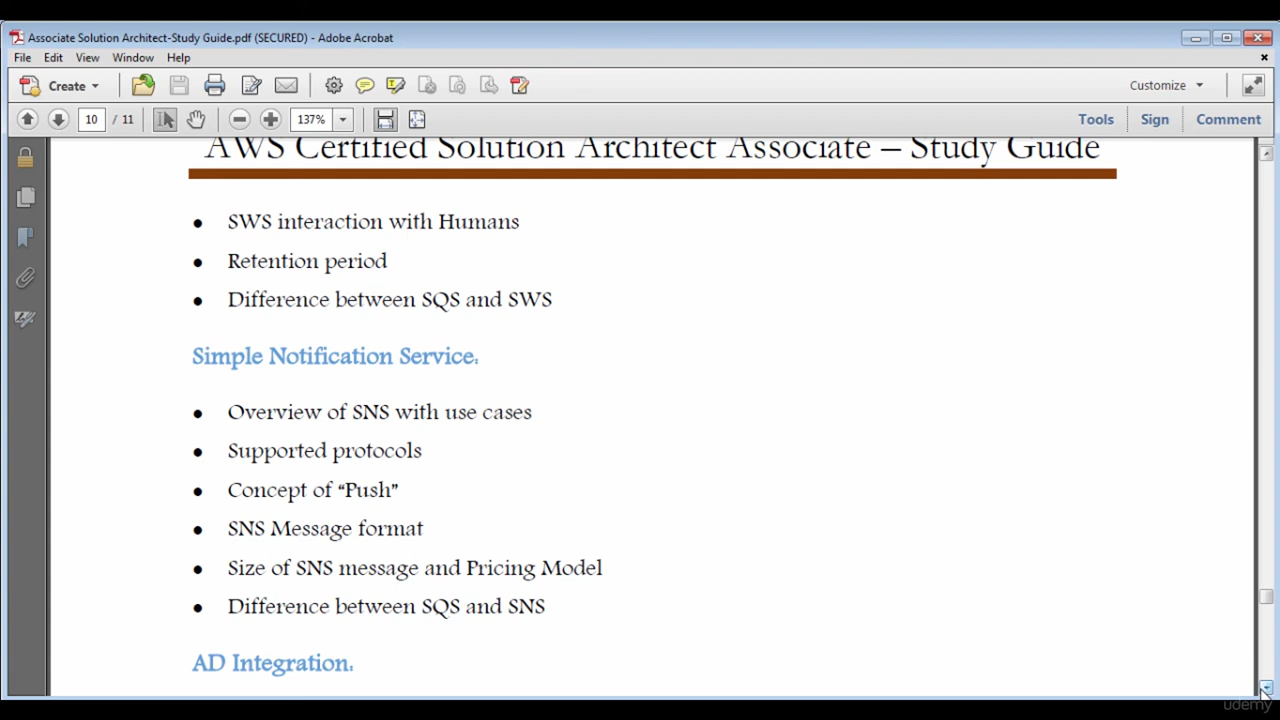 Associate Solution Architect-Study Guide.pdf (SECURED) - Adobe Acrobat
File Edit View Window Help
Create Customize
10 / 11 137% Tools Sign Comment
AWS Certified Solution Architect Associate – Study Guide
● SWS interaction with Humans
● Retention period
● Difference between SQS and SWS
Simple Notification Service:
● Overview of SNS with use cases
● Supported protocols
● Concept of “Push”
● SNS Message format
● Size of SNS message and Pricing Model
● Difference between SQS and SNS
AD Integration:
udemy